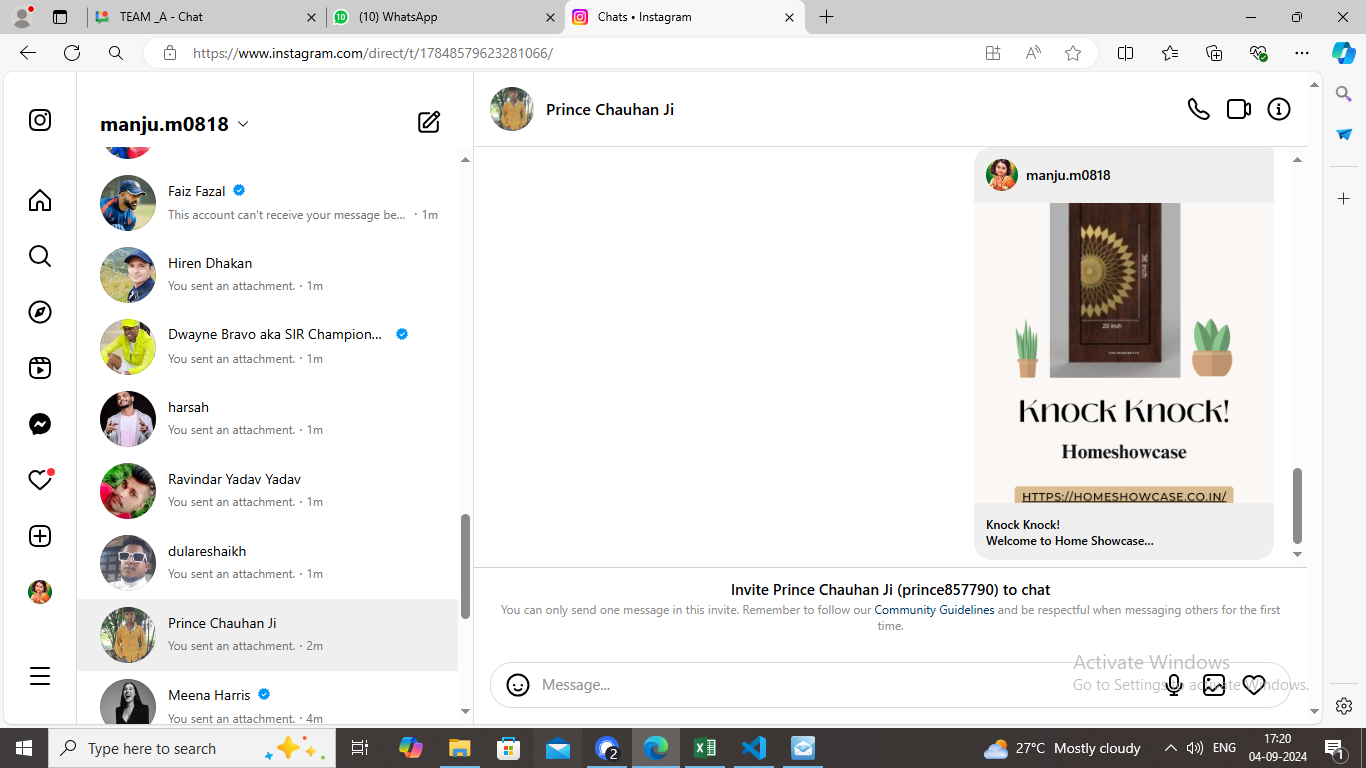 TEAM _A - Chat
(10) WhatsApp
Chats • Instagram
https://www.instagram.com/direct/t/17848579623281066/
manju.m0818
Faiz Fazal
This account can't receive your message be... · 1m
Hiren Dhakan
You sent an attachment. · 1m
Dwayne Bravo aka SIR Champion...
You sent an attachment. · 1m
harsah
You sent an attachment. · 1m
Ravindar Yadav Yadav
You sent an attachment. · 1m
dulareshaikh
You sent an attachment. · 1m
Prince Chauhan Ji
You sent an attachment. · 2m
Meena Harris
You sent an attachment. · 4m
Prince Chauhan Ji
manju.m0818
36 inch
20 inch
Knock Knock!
Homeshowcase
HTTPS://HOMESHOWCASE.CO.IN/
Knock Knock!
Welcome to Home Showcase...
Invite Prince Chauhan Ji (prince857790) to chat
You can only send one message in this invite. Remember to follow our Community Guidelines and be respectful when messaging others for the first
time.
Message...
Activate Windows
Go to Settings to activate Windows.
Type here to search
2
27°C Mostly cloudy
ENG
17:20
04-09-2024
1